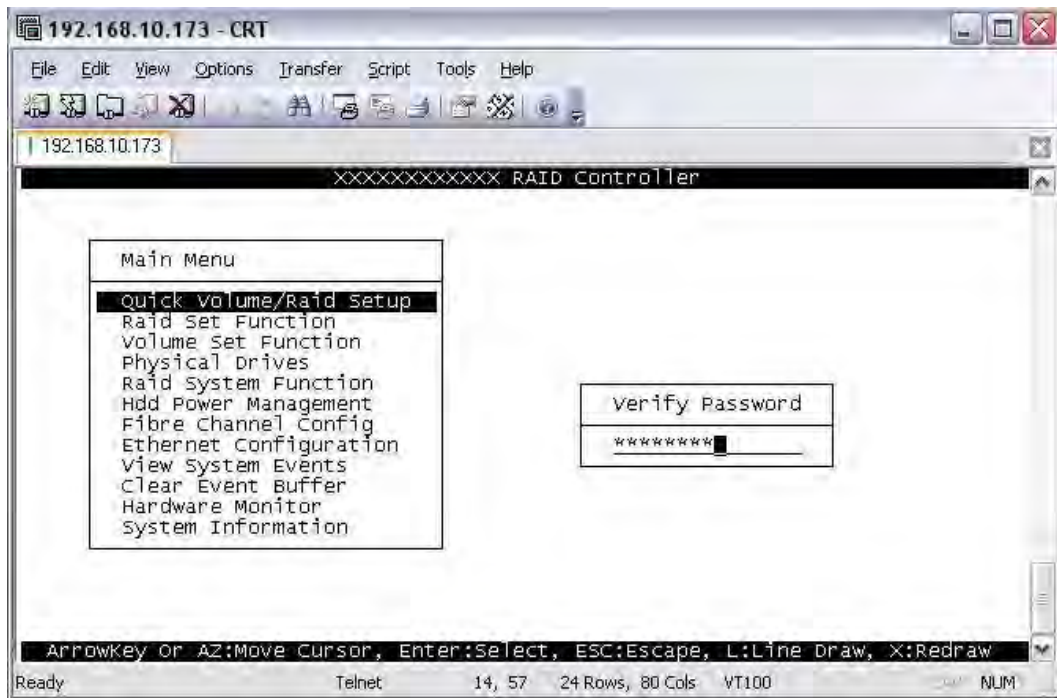 192.168.10.173 - CRT
File Edit View Options Transfer Script Tools Help
192.168.10.173
XXXXXXXXXXXX RAID Controller
Main Menu
Quick Volume/Raid Setup
Raid Set Function
Volume Set Function
Physical Drives
Raid System Function
Hdd Power Management
Fibre Channel Config
Ethernet Configuration
View System Events
Clear Event Buffer
Hardware Monitor
System Information
Verify Password
********
ArrowKey Or AZ:Move Cursor, Enter:Select, ESC:Escape, L:Line Draw, X:Redraw
Ready Telnet 14, 57 24 Rows, 80 Cols VT100 NUM